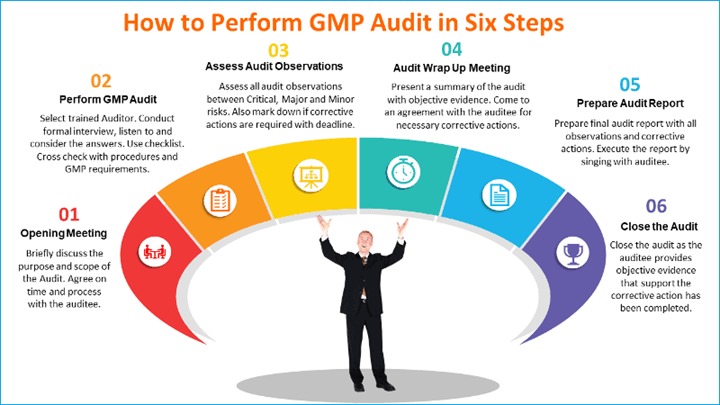 How to Perform GMP Audit in Six Steps
01
Opening Meeting
Briefly discuss the
purpose and scope of
the Audit. Agree on
time and process
with the auditee.
02
Perform GMP Audit
Select trained Auditor. Conduct
formal interview, listen to and
consider the answers. Use checklist.
Cross check with procedures and
GMP requirements.
03
Assess Audit Observations
Assess all audit observations
between Critical, Major and Minor
risks. Also mark down if corrective
actions are required with deadline.
04
Audit Wrap Up Meeting
Present a summary of the audit
with objective evidence. Come to
an agreement with the auditee for
necessary corrective actions.
05
Prepare Audit Report
Prepare final audit report with all
observations and corrective
actions. Execute the report by
singing with auditee.
06
Close the Audit
Close the audit as the
auditee provides
objective evidence
that support the
corrective action has
been completed.